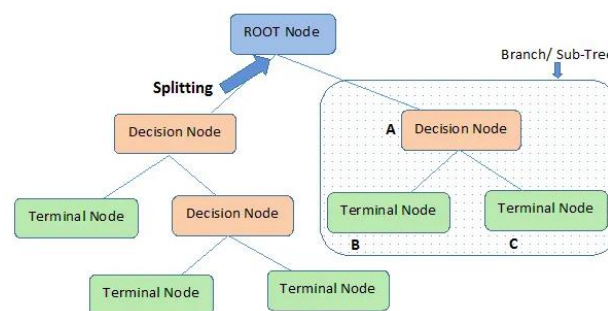 ROOT Node
Branch/ Sub-Tree
Splitting
Decision Node
A
Decision Node
Terminal Node
Decision Node
Terminal Node
Terminal Node
B
C
Terminal Node
Terminal Node